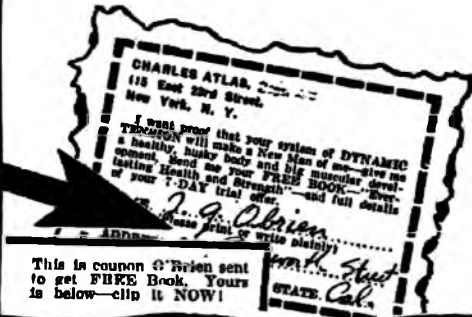 CHARLES ATLAS,
115 East 23rd Street,
New York, N. Y.
I want proof that your system of DYNAMIC
TENSION will make a New Man of me—give me
a healthy, husky body and big muscular devel-
opment. Send me your FREE BOOK—"Ever-
lasting Health and Strength"—and full details
of your 7-DAY trial offer.
J. G. Obrien
(Please print or write plainly)
ADDRESS
Street
STATE Cal.
This is coupon O'Brien sent
to get FREE Book. Yours
is below—clip it NOW!